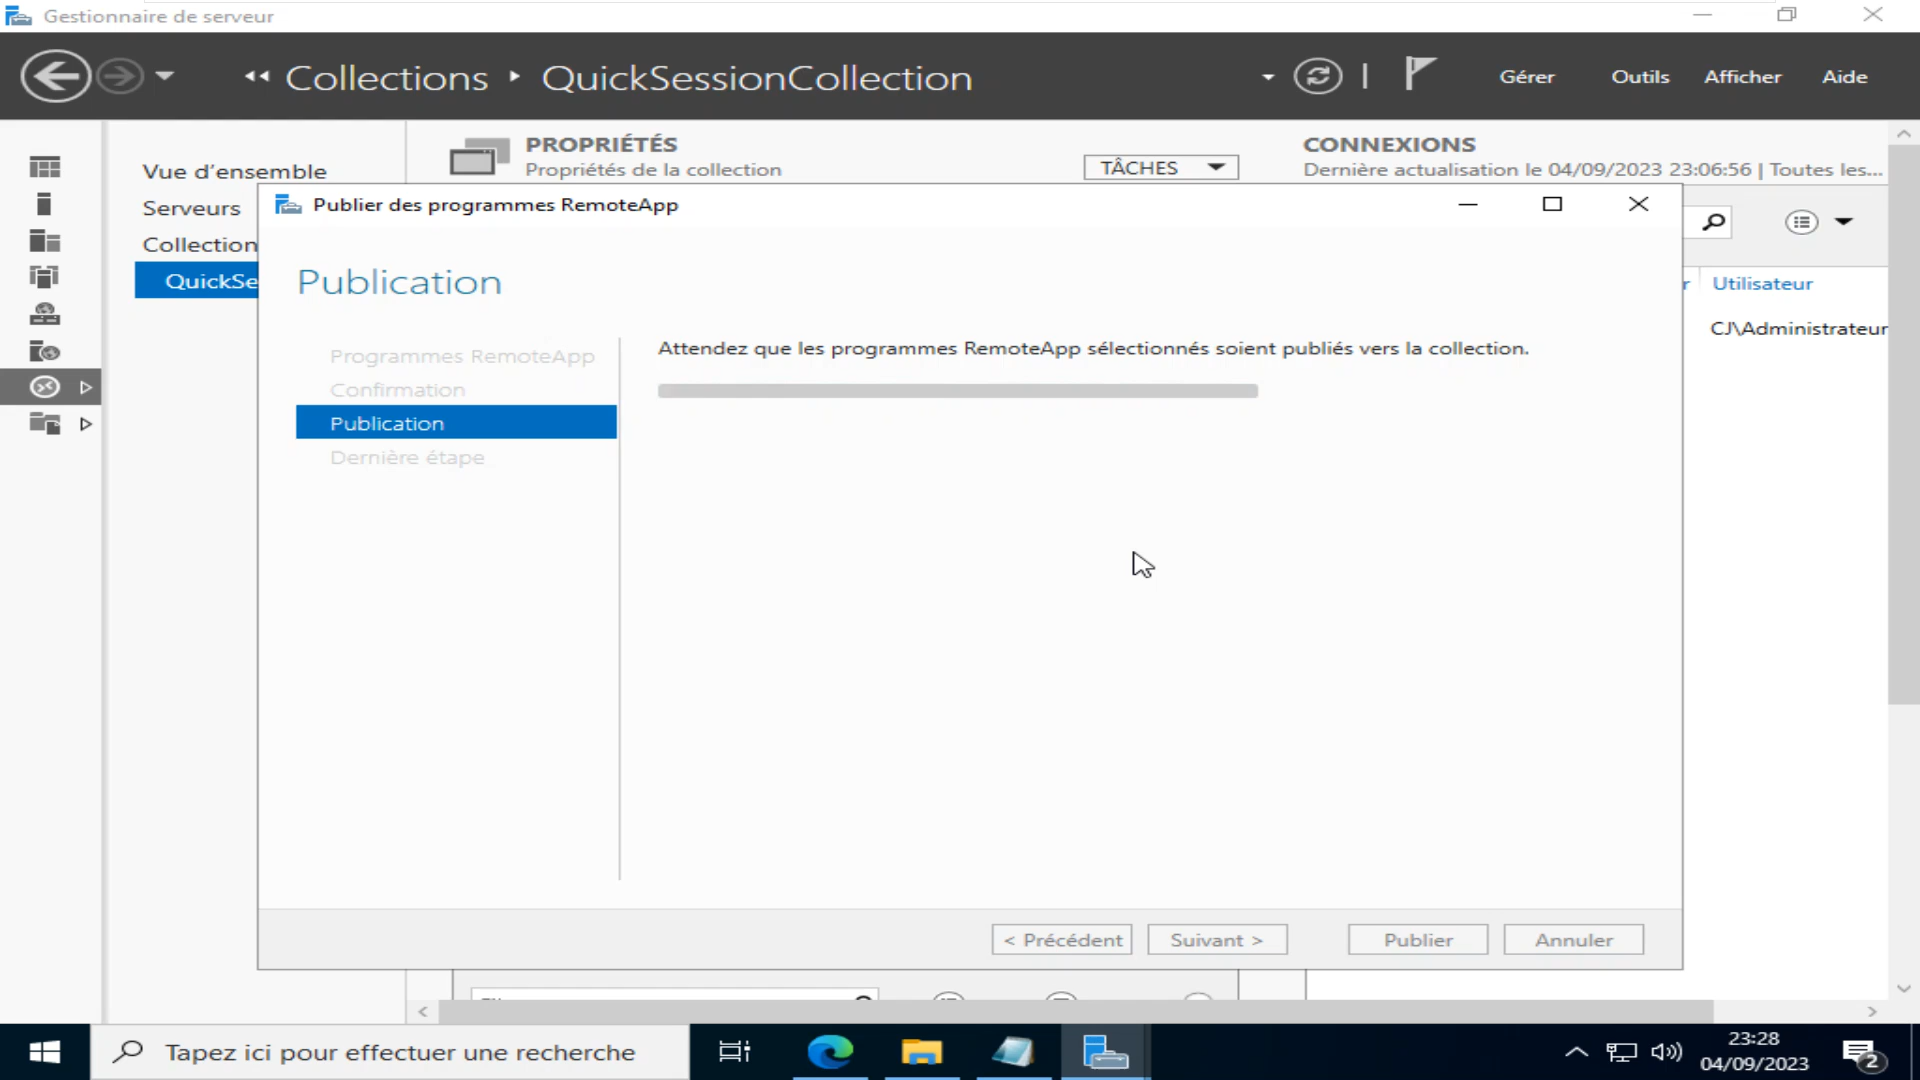 Gestionnaire de serveur
Collections QuickSessionCollection
Gérer Outils Afficher Aide
Vue d'ensemble
Serveurs
Collection
QuickSe
PROPRIÉTÉS
Propriétés de la collection
TÂCHES
CONNEXIONS
Dernière actualisation le 04/09/2023 23:06:56 | Toutes les...
r Utilisateur
CJ\Administrateur
Publier des programmes RemoteApp
Publication
Programmes RemoteApp
Confirmation
Publication
Dernière étape
Attendez que les programmes RemoteApp sélectionnés soient publiés vers la collection.
< Précédent
Suivant >
Publier
Annuler
Tapez ici pour effectuer une recherche
23:28
04/09/2023
2